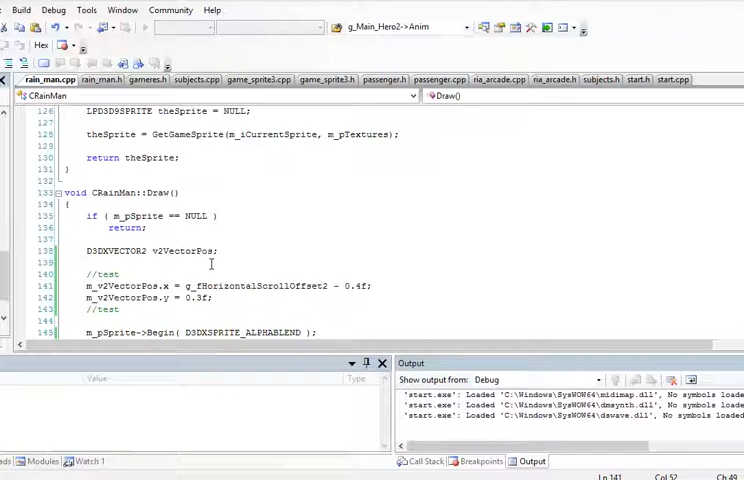 Build Debug Tools Window Community Help
g_Main_Hero2->Anim
Hex
rain_man.cpp rain_man.h gameres.h subjects.cpp game_sprite3.cpp game_sprite3.h passenger.h passenger.cpp ria_arcade.cpp ria_arcade.h subjects.h start.h start.cpp
CRainMan Draw()
126 LPD3D9SPRITE theSprite = NULL;
127
128 theSprite = GetGameSprite(m_iCurrentSprite, m_pTextures);
129
130 return theSprite;
131 }
132
133 void CRainMan::Draw()
134 {
135 if ( m_pSprite == NULL )
136 return;
137
138 D3DXVECTOR2 v2VectorPos;
139
140 //test
141 m_v2VectorPos.x = g_fHorizontalScrollOffset2 - 0.4f;
142 m_v2VectorPos.y = 0.3f;
143 //test
144
145 m_pSprite->Begin( D3DXSPRITE_ALPHABLEND );
Output
Value Type
Show output from: Debug
'start.exe': Loaded 'C:\Windows\SysWOW64\midimap.dll', No symbols loade
'start.exe': Loaded 'C:\Windows\SysWOW64\dmsynth.dll', No symbols loade
'start.exe': Loaded 'C:\Windows\SysWOW64\dswave.dll', No symbols loaded
ads Modules Watch 1 Call Stack Breakpoints Output
Ln 141 Col 52 Ch 49